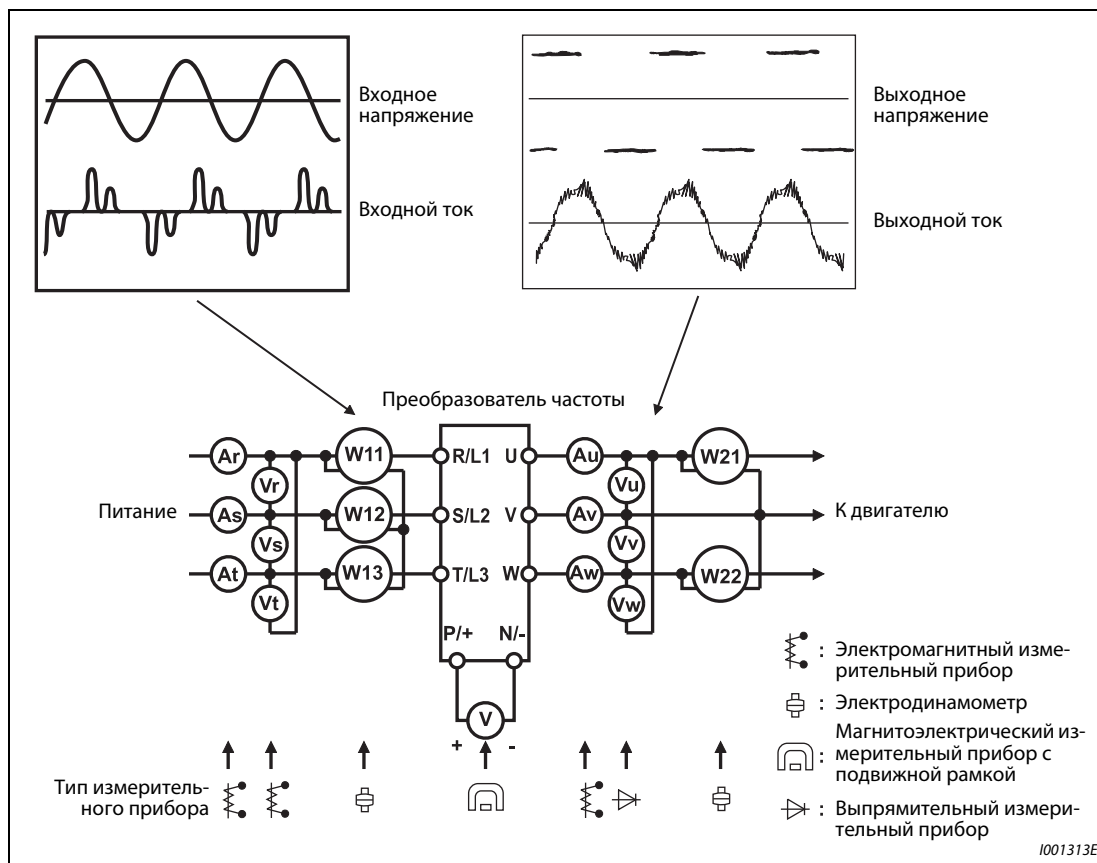 Входное
напряжение
Входной ток
Выходное
напряжение
Выходной ток
Преобразователь частоты
Питание
Ar
As
At
Vr
Vs
Vt
W11
W12
W13
R/L1
S/L2
T/L3
U
V
W
P/+
N/-
V
+
-
Au
Av
Aw
Vu
Vv
Vw
W21
W22
К двигателю
Тип измеритель-
ного прибора
: Электромагнитный изме-
рительный прибор
: Электродинамометр
Магнитоэлектрический из-
: мерительный прибор с
подвижной рамкой
: Выпрямительный измери-
тельный прибор
I001313E